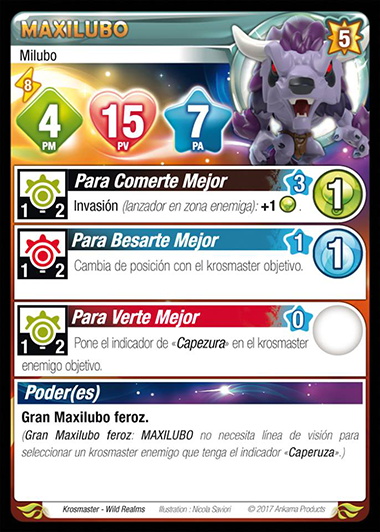 MAXILUBO
5
Milubo
8
4
PM
15
PV
7
PA
Para Comerte Mejor
3
1 - 2
Invasión (lanzador en zona enemiga): +1 .
1
Para Besarte Mejor
1
1 - 2
Cambia de posición con el krosmaster objetivo.
1
Para Verte Mejor
0
1 - 2
Pone el indicador de «Capezura» en el krosmaster
enemigo objetivo.
Poder(es)
Gran Maxilubo feroz.
(Gran Maxilubo feroz: MAXILUBO no necesita línea de visión para
seleccionar un krosmaster enemigo que tenga el indicador «Caperuza».)
Krosmaster - Wild Realms
Illustration : Nicola Saviori
© 2017 Ankama Products